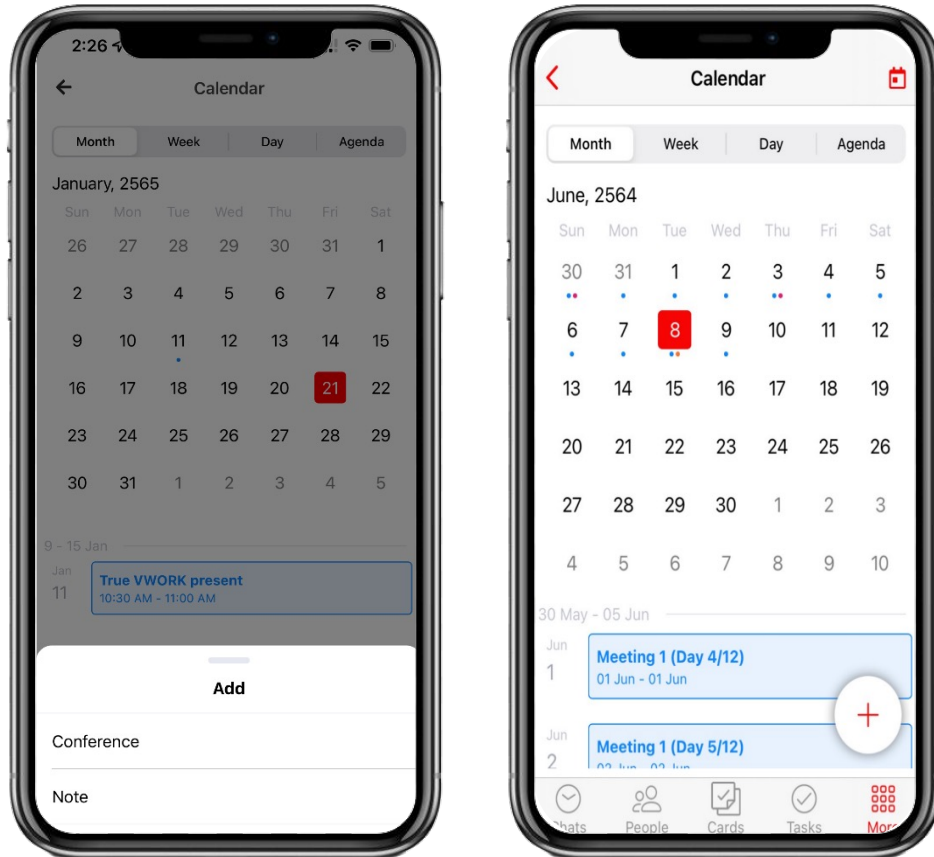 2:26
Calendar
Month Week Day Agenda
January, 2565
Sun Mon Tue Wed Thu Fri Sat
26 27 28 29 30 31 1
2 3 4 5 6 7 8
9 10 11 12 13 14 15
16 17 18 19 20 21 22
23 24 25 26 27 28 29
30 31 1 2 3 4 5
9 - 15 Jan
Jan
11
True VWORK present
10:30 AM - 11:00 AM
Add
Conference
Note
Calendar
Month Week Day Agenda
June, 2564
Sun Mon Tue Wed Thu Fri Sat
30 31 1 2 3 4 5
6 7 8 9 10 11 12
13 14 15 16 17 18 19
20 21 22 23 24 25 26
27 28 29 30 1 2 3
4 5 6 7 8 9 10
30 May - 05 Jun
Jun
1
Meeting 1 (Day 4/12)
01 Jun - 01 Jun
Jun
2
Meeting 1 (Day 5/12)
02 Jun - 02 Jun
Chats People Cards Tasks More